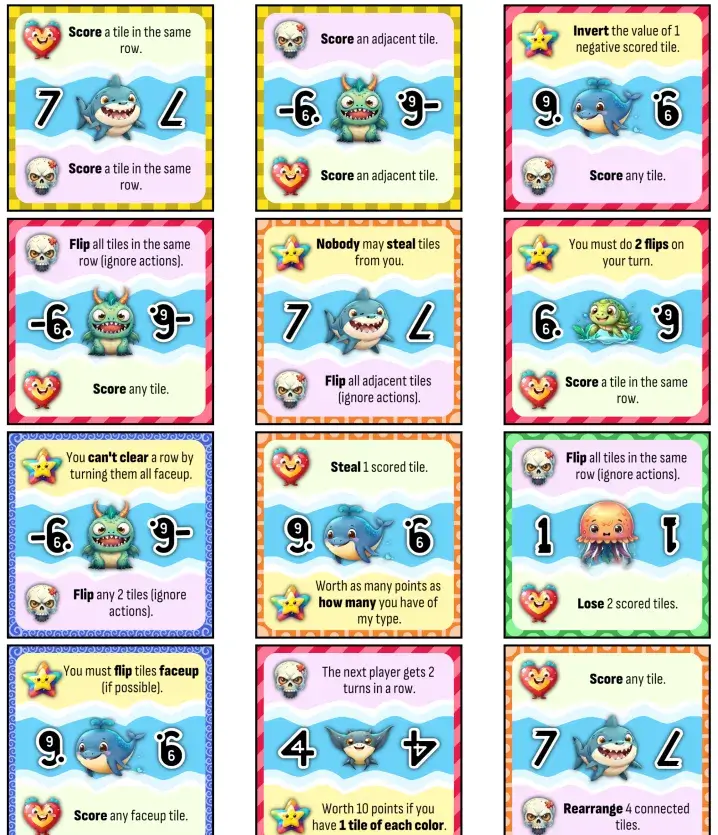 Score a tile in the same
row.
7 7
Score a tile in the same
row.
Score an adjacent tile.
-6. -6.
Score an adjacent tile.
Invert the value of 1
negative scored tile.
9. 9.
Score any tile.
Flip all tiles in the same
row (ignore actions).
-6. -6.
Score any tile.
Nobody may steal tiles
from you.
7 7
Flip all adjacent tiles
(ignore actions).
You must do 2 flips on
your turn.
6. 6.
Score a tile in the same
row.
You can't clear a row by
turning them all faceup.
-6. -6.
Flip any 2 tiles (ignore
actions).
Steal 1 scored tile.
9. 9.
Worth as many points as
how many you have of
my type.
Flip all tiles in the same
row (ignore actions).
1 1
Lose 2 scored tiles.
You must flip tiles faceup
(if possible).
9. 9.
Score any faceup tile.
The next player gets 2
turns in a row.
4 4
Worth 10 points if you
have 1 tile of each color.
Score any tile.
7 7
Rearrange 4 connected
tiles.